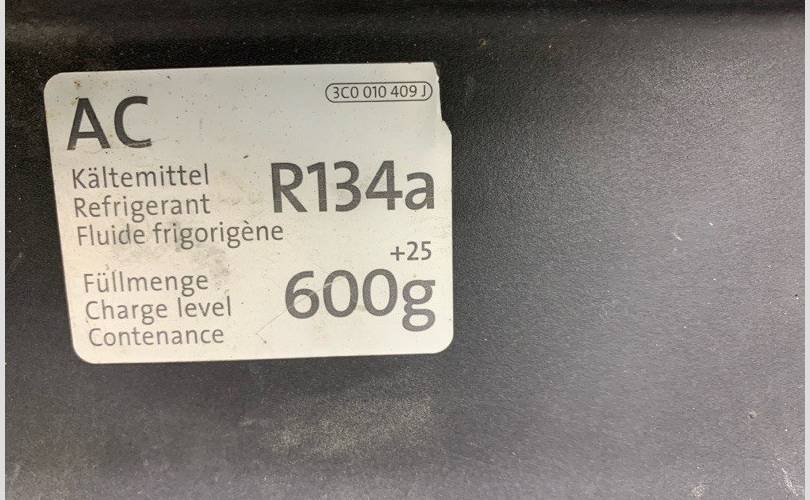 3C0 010 409 J
AC
Kältemittel
Refrigerant
Fluide frigorigène
R134a
+25
Füllmenge
Charge level
Contenance
600g